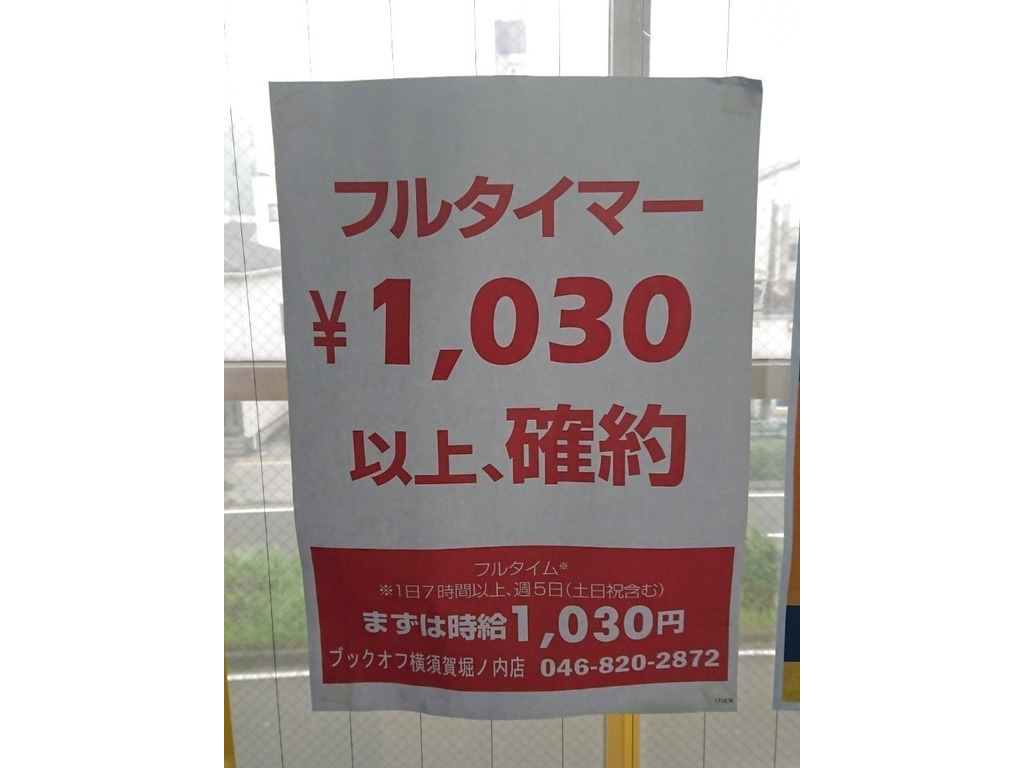 フルタイマー
￥1,030
以上、確約
フルタイム※
※1日7時間以上、週5日(土日祝含む)
まずは時給1,030円
ブックオフ横須賀堀ノ内店 046-820-2872